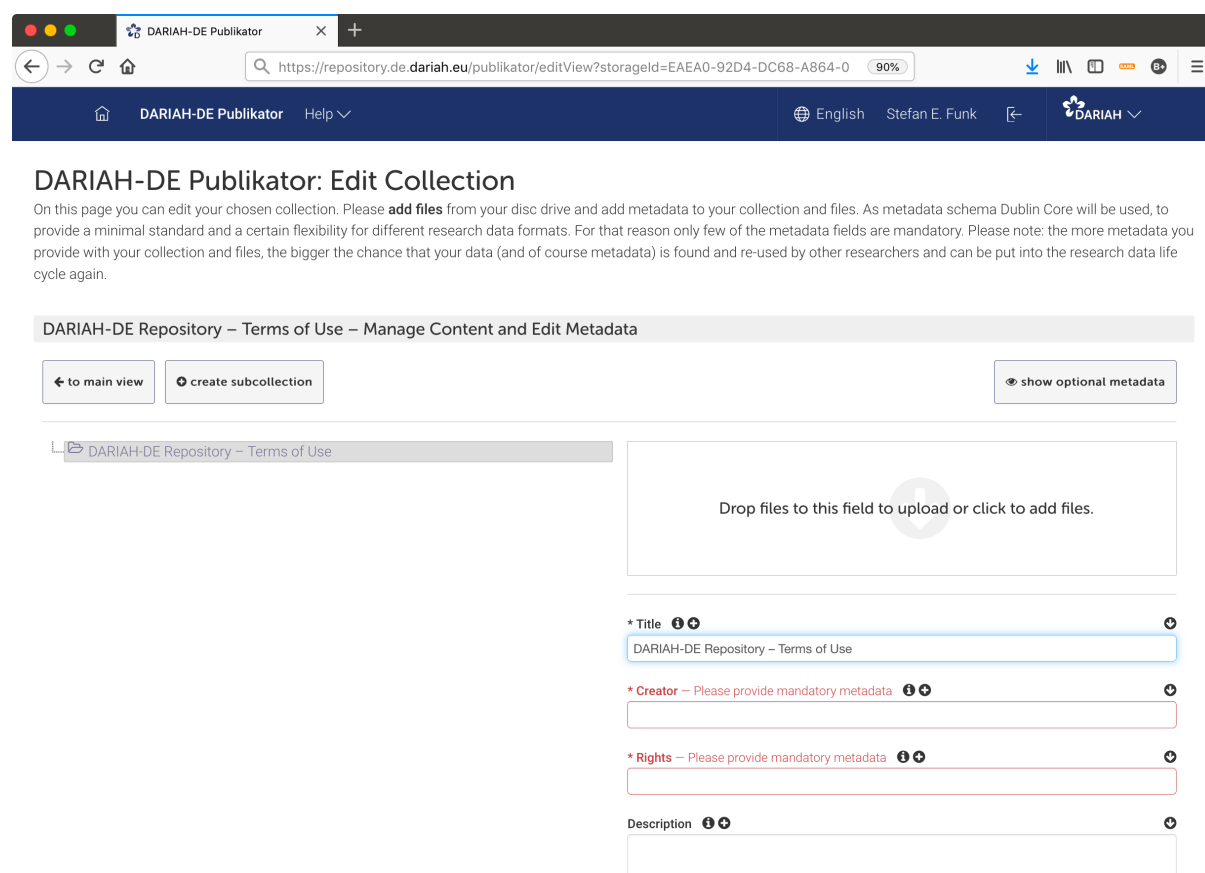 DARIAH-DE Publikator
https://repository.de.dariah.eu/publikator/editView?storageId=EAEA0-92D4-DC68-A864-0 90%
DARIAH-DE Publikator Help English Stefan E. Funk DARIAH
DARIAH-DE Publikator: Edit Collection
On this page you can edit your chosen collection. Please add files from your disc drive and add metadata to your collection and files. As metadata schema Dublin Core will be used, to
provide a minimal standard and a certain flexibility for different research data formats. For that reason only few of the metadata fields are mandatory. Please note: the more metadata you
provide with your collection and files, the bigger the chance that your data (and of course metadata) is found and re-used by other researchers and can be put into the research data life
cycle again.
DARIAH-DE Repository – Terms of Use – Manage Content and Edit Metadata
to main view create subcollection show optional metadata
DARIAH-DE Repository – Terms of Use
Drop files to this field to upload or click to add files.
* Title
DARIAH-DE Repository – Terms of Use
* Creator — Please provide mandatory metadata
* Rights — Please provide mandatory metadata
Description